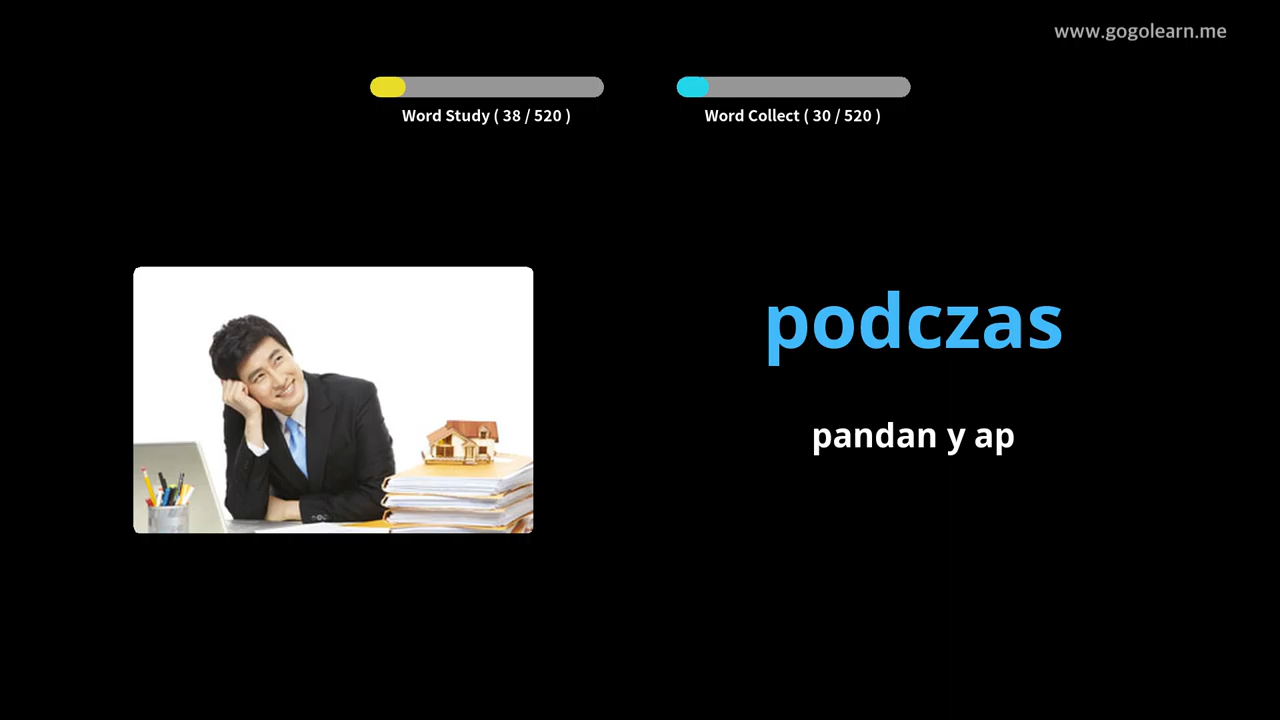 www.gogolearn.me
Word Study ( 38 / 520 )
Word Collect ( 30 / 520 )
podczas
pandan y ap